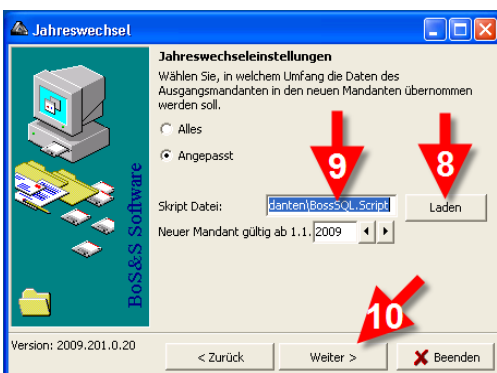 Jahreswechsel
Jahreswechseleinstellungen
Wählen Sie, in welchem Umfang die Daten des
Ausgangsmandanten in den neuen Mandanten übernommen
werden soll.
Alles
Angepasst
9
8
Skript Datei: danten\BossSQL.Script Laden
Neuer Mandant gültig ab 1.1. 2009
BoS&S Software
10
Version: 2009.201.0.20
< Zurück Weiter > Beenden